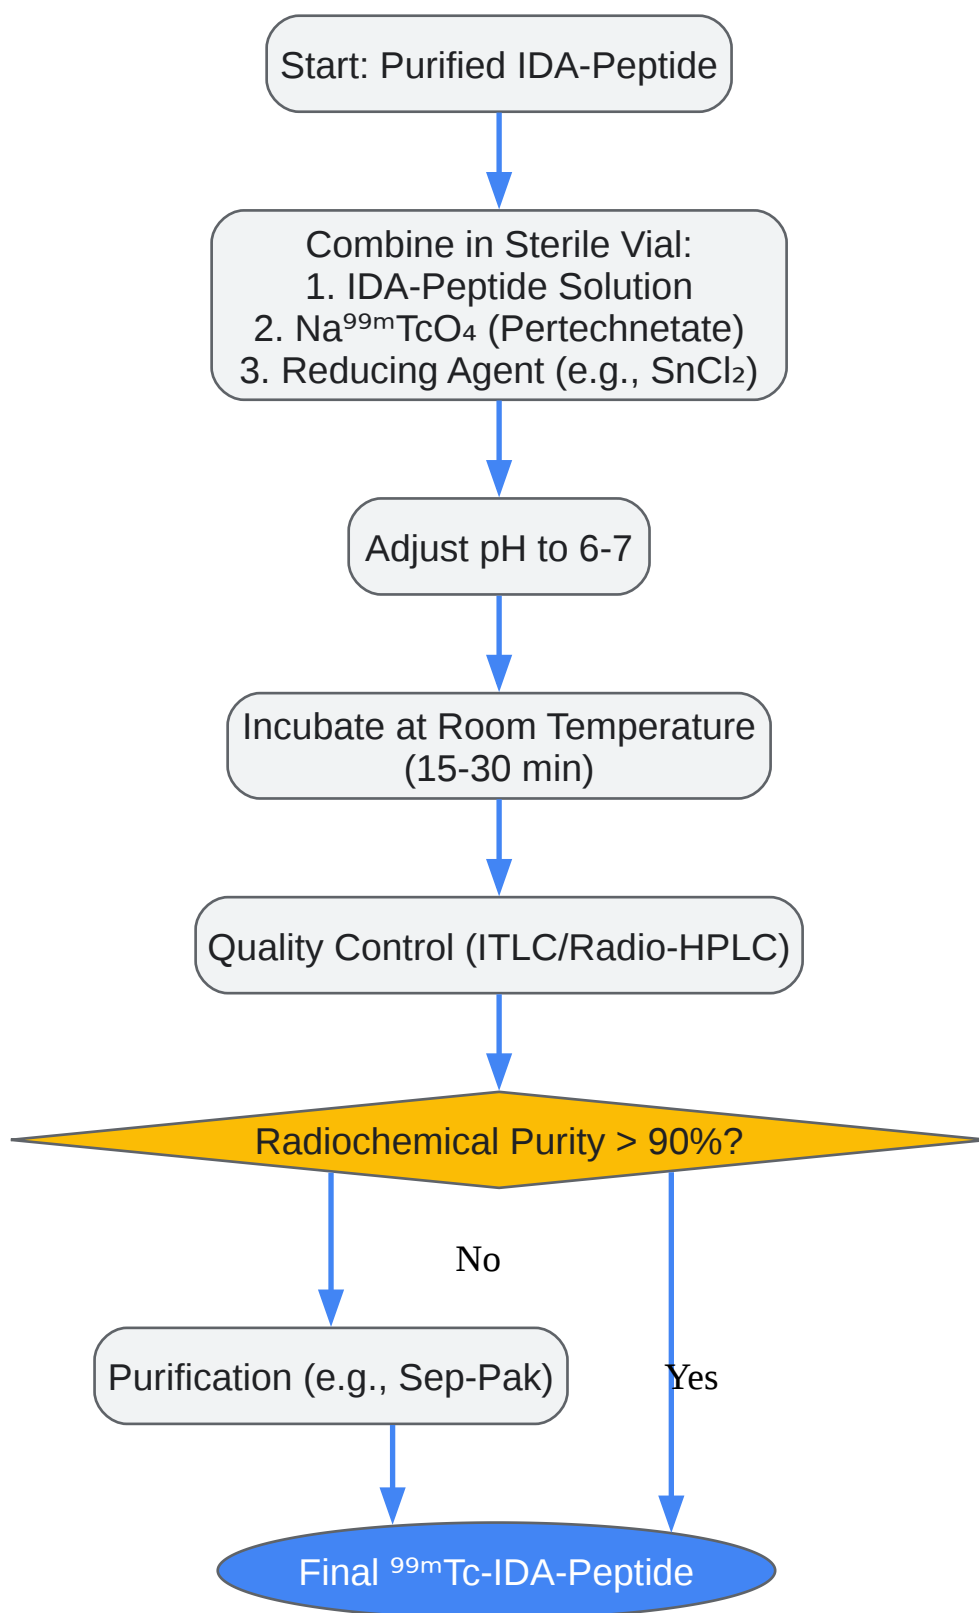 Start: Purified IDA-Peptide
Combine in Sterile Vial:
1. IDA-Peptide Solution
2. Na⁹⁹ᵐTcO₄ (Pertechnetate)
3. Reducing Agent (e.g., SnCl₂)
Adjust pH to 6-7
Incubate at Room Temperature
(15-30 min)
Quality Control (ITLC/Radio-HPLC)
Radiochemical Purity > 90%?
No
Purification (e.g., Sep-Pak)
Yes
Final ⁹⁹ᵐTc-IDA-Peptide